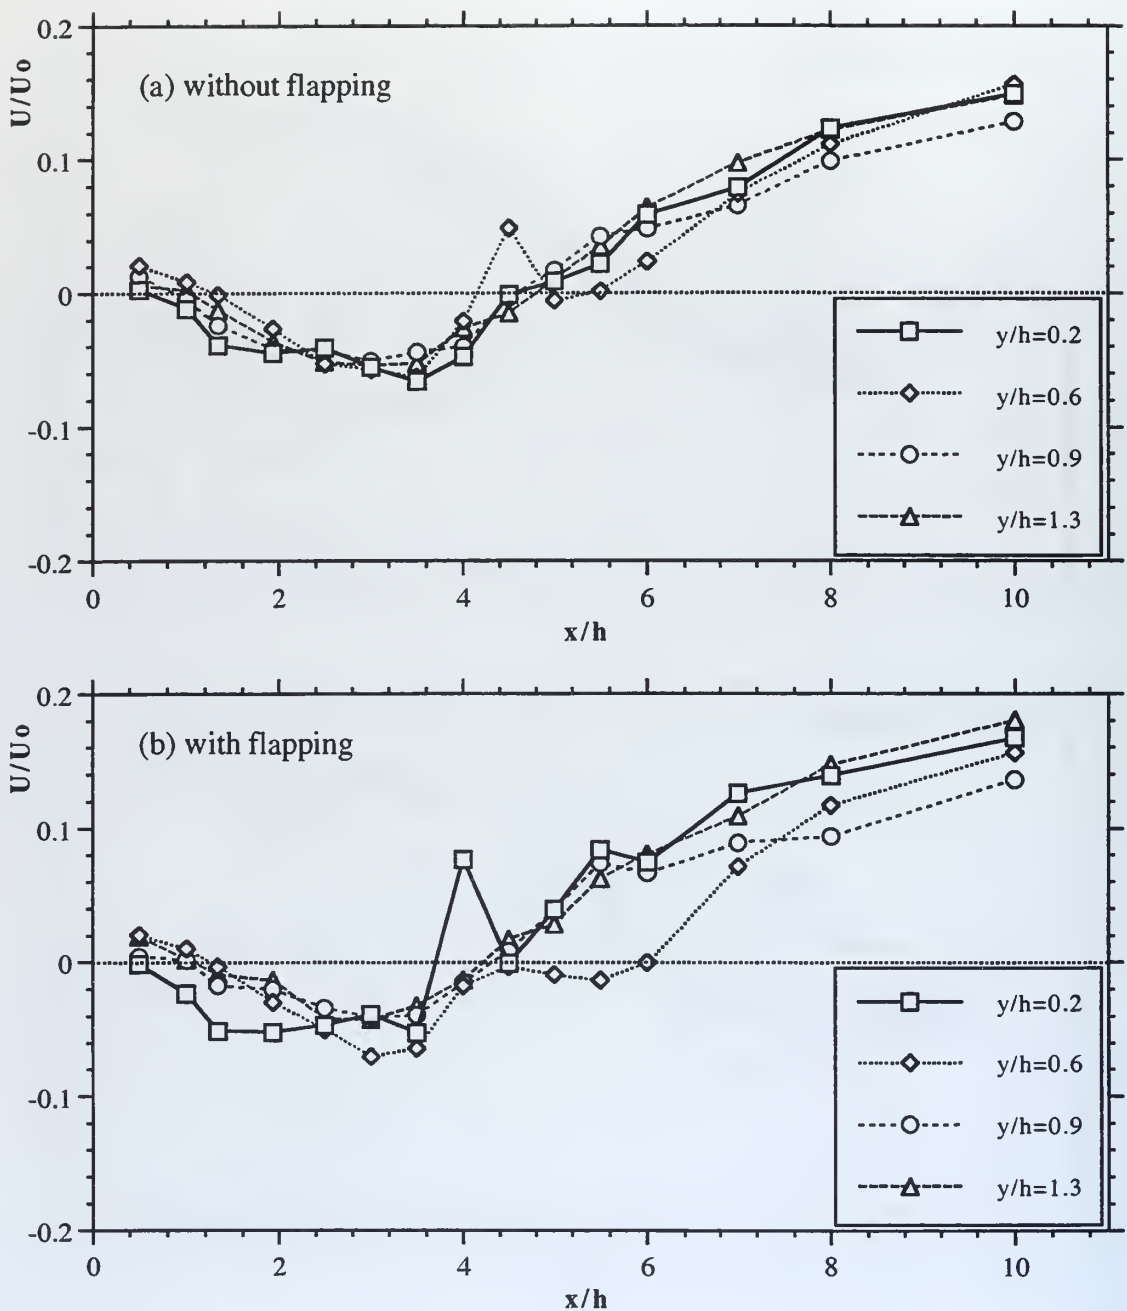 0.2
U/Uo
(a) without flapping
0.1
0
y/h=0.2
y/h=0.6
-0.1
y/h=0.9
y/h=1.3
-0.2
0 2 4 6 8 10
x/h
0.2
U/Uo
(b) with flapping
0.1
0
y/h=0.2
y/h=0.6
-0.1
y/h=0.9
y/h=1.3
-0.2
0 2 4 6 8 10
x/h